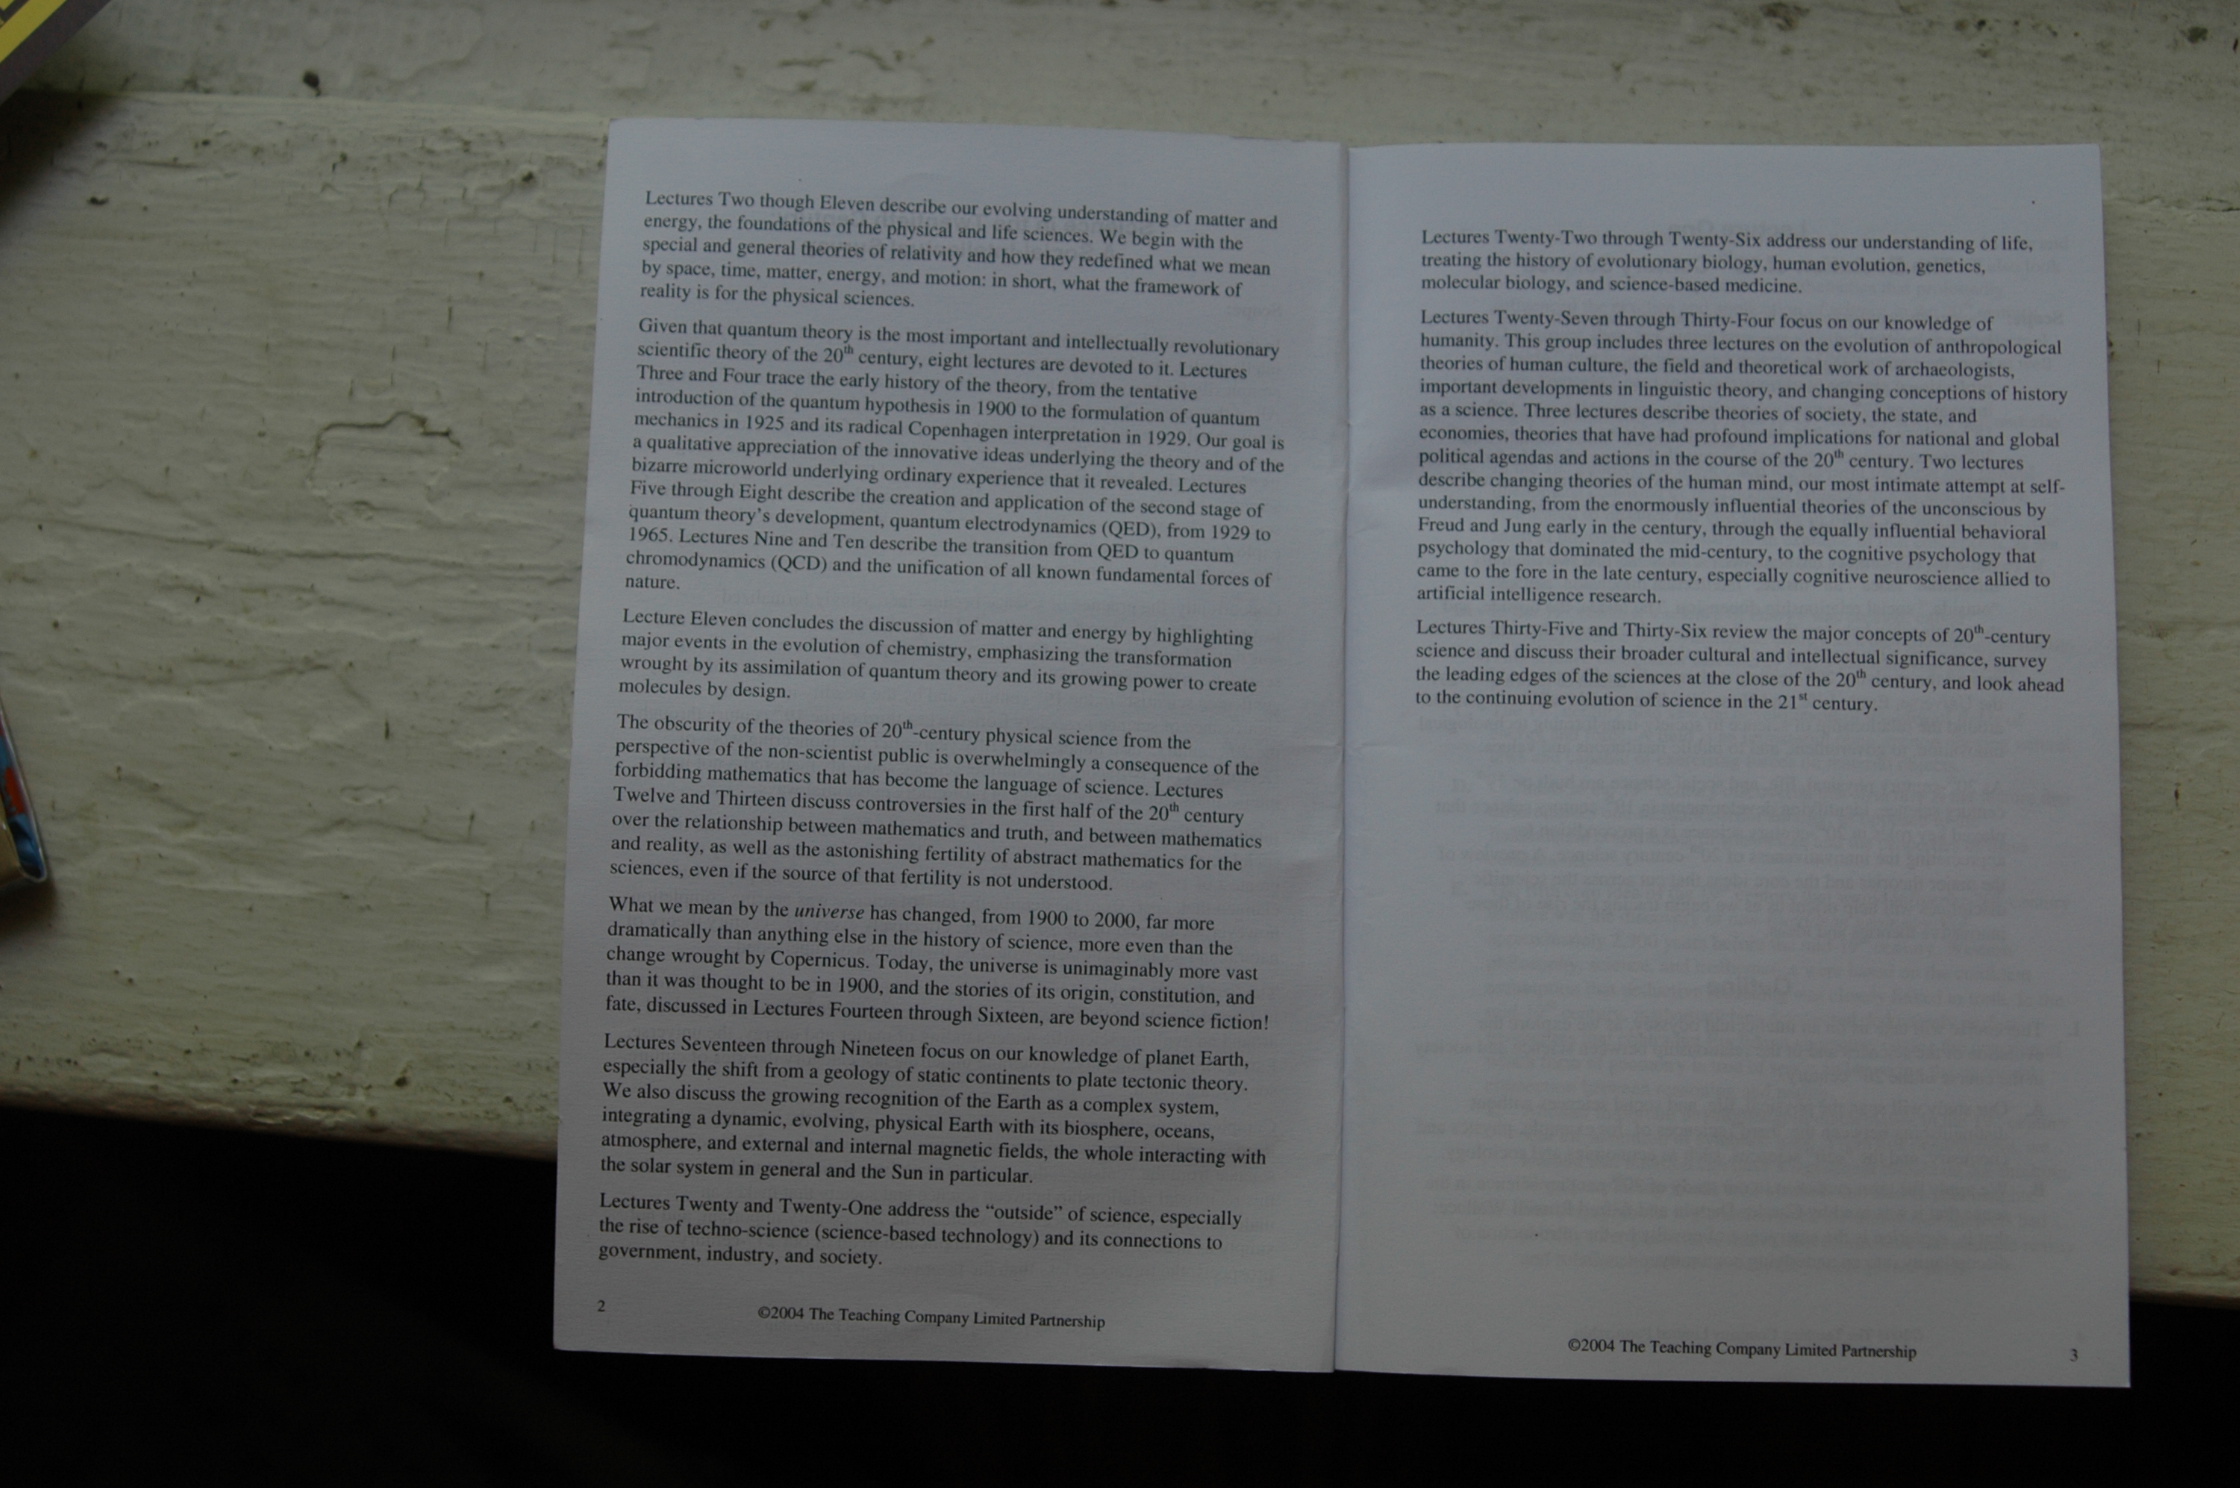 Lectures Two though Eleven describe our evolving understanding of matter and
energy, the foundations of the physical and life sciences. We begin with the
special and general theories of relativity and how they redefined what we mean
by space, time, matter, energy, and motion: in short, what the framework of
reality is for the physical sciences.
Given that quantum theory is the most important and intellectually revolutionary
scientific theory of the 20th century, eight lectures are devoted to it. Lectures
Three and Four trace the early history of the theory, from the tentative
introduction of the quantum hypothesis in 1900 to the formulation of quantum
mechanics in 1925 and its radical Copenhagen interpretation in 1929. Our goal is
a qualitative appreciation of the innovative ideas underlying the theory and of the
bizarre microworld underlying ordinary experience that it revealed. Lectures
Five through Eight describe the creation and application of the second stage of
quantum theory's development, quantum electrodynamics (QED), from 1929 to
1965. Lectures Nine and Ten describe the transition from QED to quantum
chromodynamics (QCD) and the unification of all known fundamental forces of
nature.
Lecture Eleven concludes the discussion of matter and energy by highlighting
major events in the evolution of chemistry, emphasizing the transformation
wrought by its assimilation of quantum theory and its growing power to create
molecules by design.
The obscurity of the theories of 20th-century physical science from the
perspective of the non-scientist public is overwhelmingly a consequence of the
forbidding mathematics that has become the language of science. Lectures
Twelve and Thirteen discuss controversies in the first half of the 20th century
over the relationship between mathematics and truth, and between mathematics
and reality, as well as the astonishing fertility of abstract mathematics for the
sciences, even if the source of that fertility is not understood.
What we mean by the universe has changed, from 1900 to 2000, far more
dramatically than anything else in the history of science, more even than the
change wrought by Copernicus. Today, the universe is unimaginably more vast
than it was thought to be in 1900, and the stories of its origin, constitution, and
fate, discussed in Lectures Fourteen through Sixteen, are beyond science fiction!
Lectures Seventeen through Nineteen focus on our knowledge of planet Earth,
especially the shift from a geology of static continents to plate tectonic theory.
We also discuss the growing recognition of the Earth as a complex system,
integrating a dynamic, evolving, physical Earth with its biosphere, oceans,
atmosphere, and external and internal magnetic fields, the whole interacting with
the solar system in general and the Sun in particular.
Lectures Twenty and Twenty-One address the "outside" of science, especially
the rise of techno-science (science-based technology) and its connections to
government, industry, and society.
2
©2004 The Teaching Company Limited Partnership
Lectures Twenty-Two through Twenty-Six address our understanding of life,
treating the history of evolutionary biology, human evolution, genetics,
molecular biology, and science-based medicine.
Lectures Twenty-Seven through Thirty-Four focus on our knowledge of
humanity. This group includes three lectures on the evolution of anthropological
theories of human culture, the field and theoretical work of archaeologists,
important developments in linguistic theory, and changing conceptions of history
as a science. Three lectures describe theories of society, the state, and
economies, theories that have had profound implications for national and global
political agendas and actions in the course of the 20th century. Two lectures
describe changing theories of the human mind, our most intimate attempt at self-
understanding, from the enormously influential theories of the unconscious by
Freud and Jung early in the century, through the equally influential behavioral
psychology that dominated the mid-century, to the cognitive psychology that
came to the fore in the late century, especially cognitive neuroscience allied to
artificial intelligence research.
Lectures Thirty-Five and Thirty-Six review the major concepts of 20th-century
science and discuss their broader cultural and intellectual significance, survey
the leading edges of the sciences at the close of the 20th century, and look ahead
to the continuing evolution of science in the 21st century.
©2004 The Teaching Company Limited Partnership
3